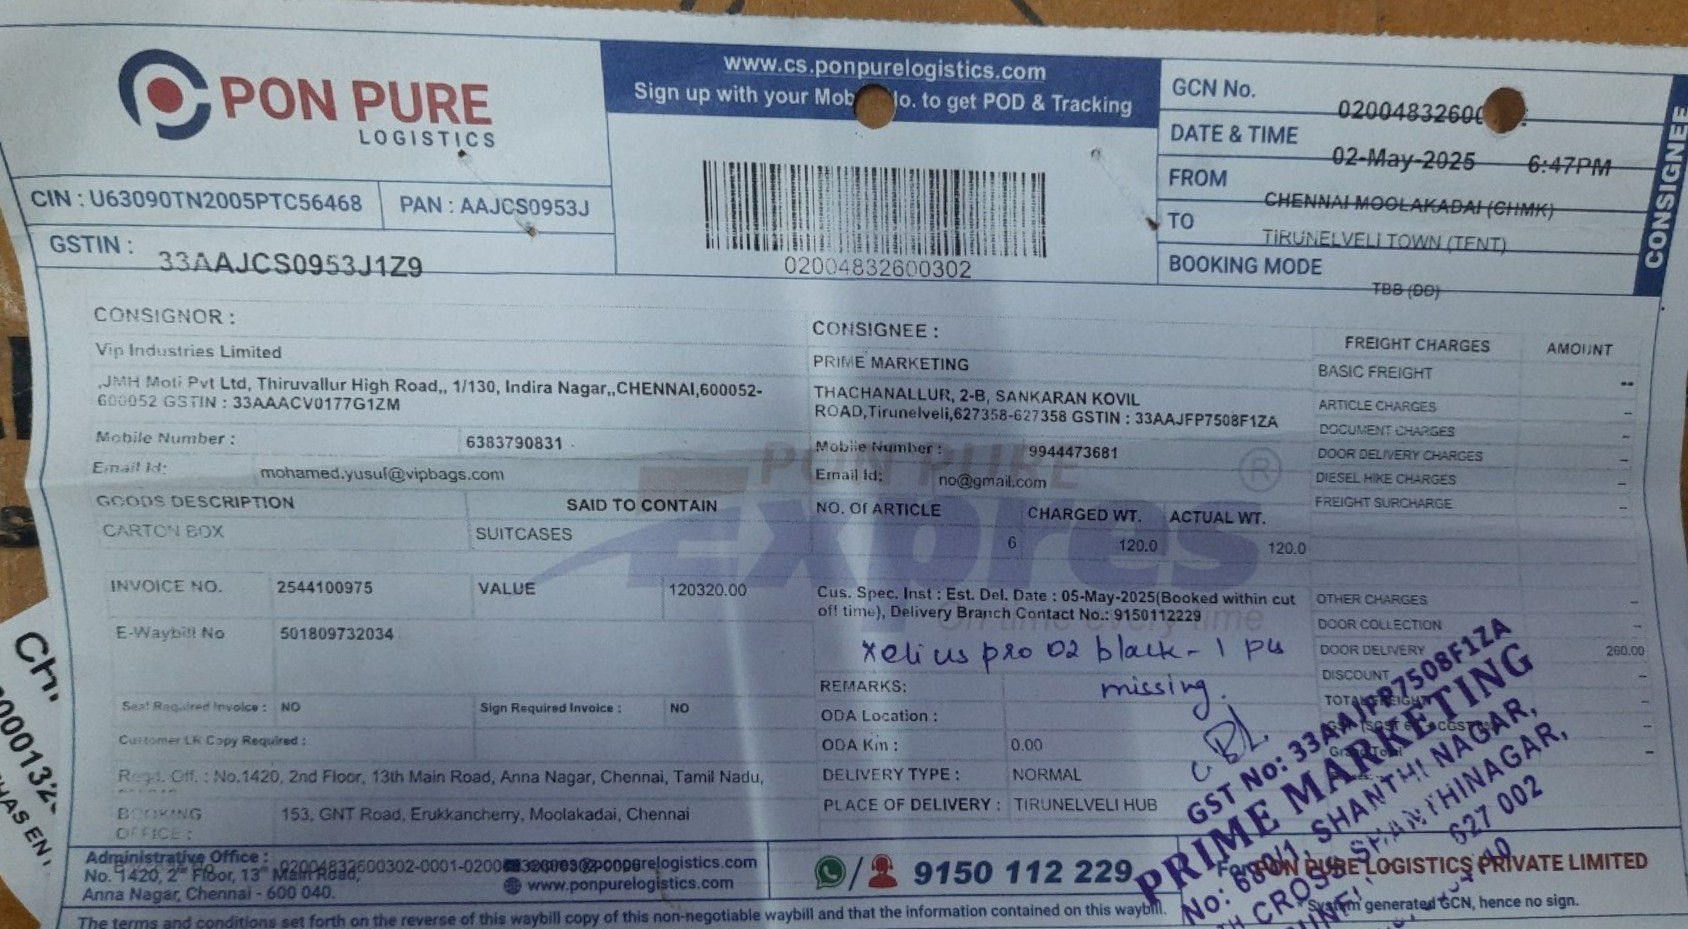 PON PURE
LOGISTICS
www.cs.ponpurelogistics.com
Sign up with your Mob No. to get POD & Tracking
GCN No.
0200483260
DATE & TIME
02-May-2025 6:47PM
FROM
CHENNAI MOOLAKADAI (CHMK)
TO
TIRUNELVELI TOWN (TENT)
BOOKING MODE
TBB (DD)
CONSIGNEE
CIN : U63090TN2005PTC56468
PAN : AAJCS0953J
GSTIN :
33AAJCS0953J1Z9
02004832600302
CONSIGNOR :
Vip Industries Limited
,JMH Moti Pvt Ltd, Thiruvallur High Road,, 1/130, Indira Nagar,,CHENNAI,600052-
600052 GSTIN : 33AAACV0177G1ZM
Mobile Number : 6383790831
Email Id: mohamed.yusuf@vipbags.com
CONSIGNEE :
PRIME MARKETING
THACHANALLUR, 2-B, SANKARAN KOVIL
ROAD,Tirunelveli,627358-627358 GSTIN : 33AAJFP7508F1ZA
Mobile Number : 9944473681
Email Id: no@gmail.com
FREIGHT CHARGES AMOUNT
BASIC FREIGHT --
ARTICLE CHARGES –
DOCUMENT CHARGES –
DOOR DELIVERY CHARGES –
DIESEL HIKE CHARGES –
FREIGHT SURCHARGE –
OTHER CHARGES –
DOOR COLLECTION –
DOOR DELIVERY 260.00
DISCOUNT –
GOODS DESCRIPTION SAID TO CONTAIN
CARTON BOX SUITCASES
NO. Of ARTICLE CHARGED WT. ACTUAL WT.
6 120.0 120.0
PON PURE
Expres ®
On time every time
INVOICE NO. 2544100975 VALUE 120320.00
E-Waybill No 501809732034
Cus. Spec. Inst : Est. Del. Date : 05-May-2025(Booked within cut
off time), Delivery Branch Contact No.: 9150112229
xelius pro 02 black - 1 pcs
missing.
REMARKS:
ODA Location :
ODA Km : 0.00
DELIVERY TYPE : NORMAL
PLACE OF DELIVERY : TIRUNELVELI HUB
Seal Required Invoice : NO Sign Required Invoice : NO
Customer LR Copy Required :
Regd. Off. : No.1420, 2nd Floor, 13th Main Road, Anna Nagar, Chennai, Tamil Nadu,
BOOKING
OFFICE :
153, GNT Road, Erukkancherry, Moolakadai, Chennai
GST No: 33AAJFP7508F1ZA
PRIME MARKETING
No: 680/1, SHANTHI NAGAR,
CROSS SHANTHINAGAR,
627 002
Administrative Office :
No. 1420, 2nd Floor, 13th Main Road,
Anna Nagar, Chennai - 600 040.
www.ponpurelogistics.com
9150 112 229
For PON PURE LOGISTICS PRIVATE LIMITED
System generated GCN, hence no sign.
The terms and conditions set forth on the reverse of this waybill copy of this non-negotiable waybill and that the information contained on this waybill.